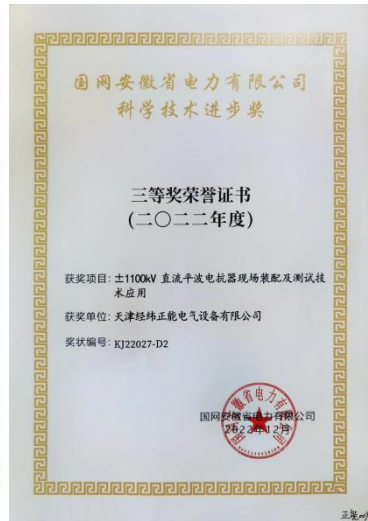 国网安徽省电力有限公司
科学技术进步奖
三等奖荣誉证书
(二〇二二年度)
获奖项目：±1100kV 直流平波电抗器现场装配及测试技
术应用
获奖单位：天津经纬正能电气设备有限公司
奖状编号：KJ22027-D2
国网安徽省电力有限公司
2022年12月